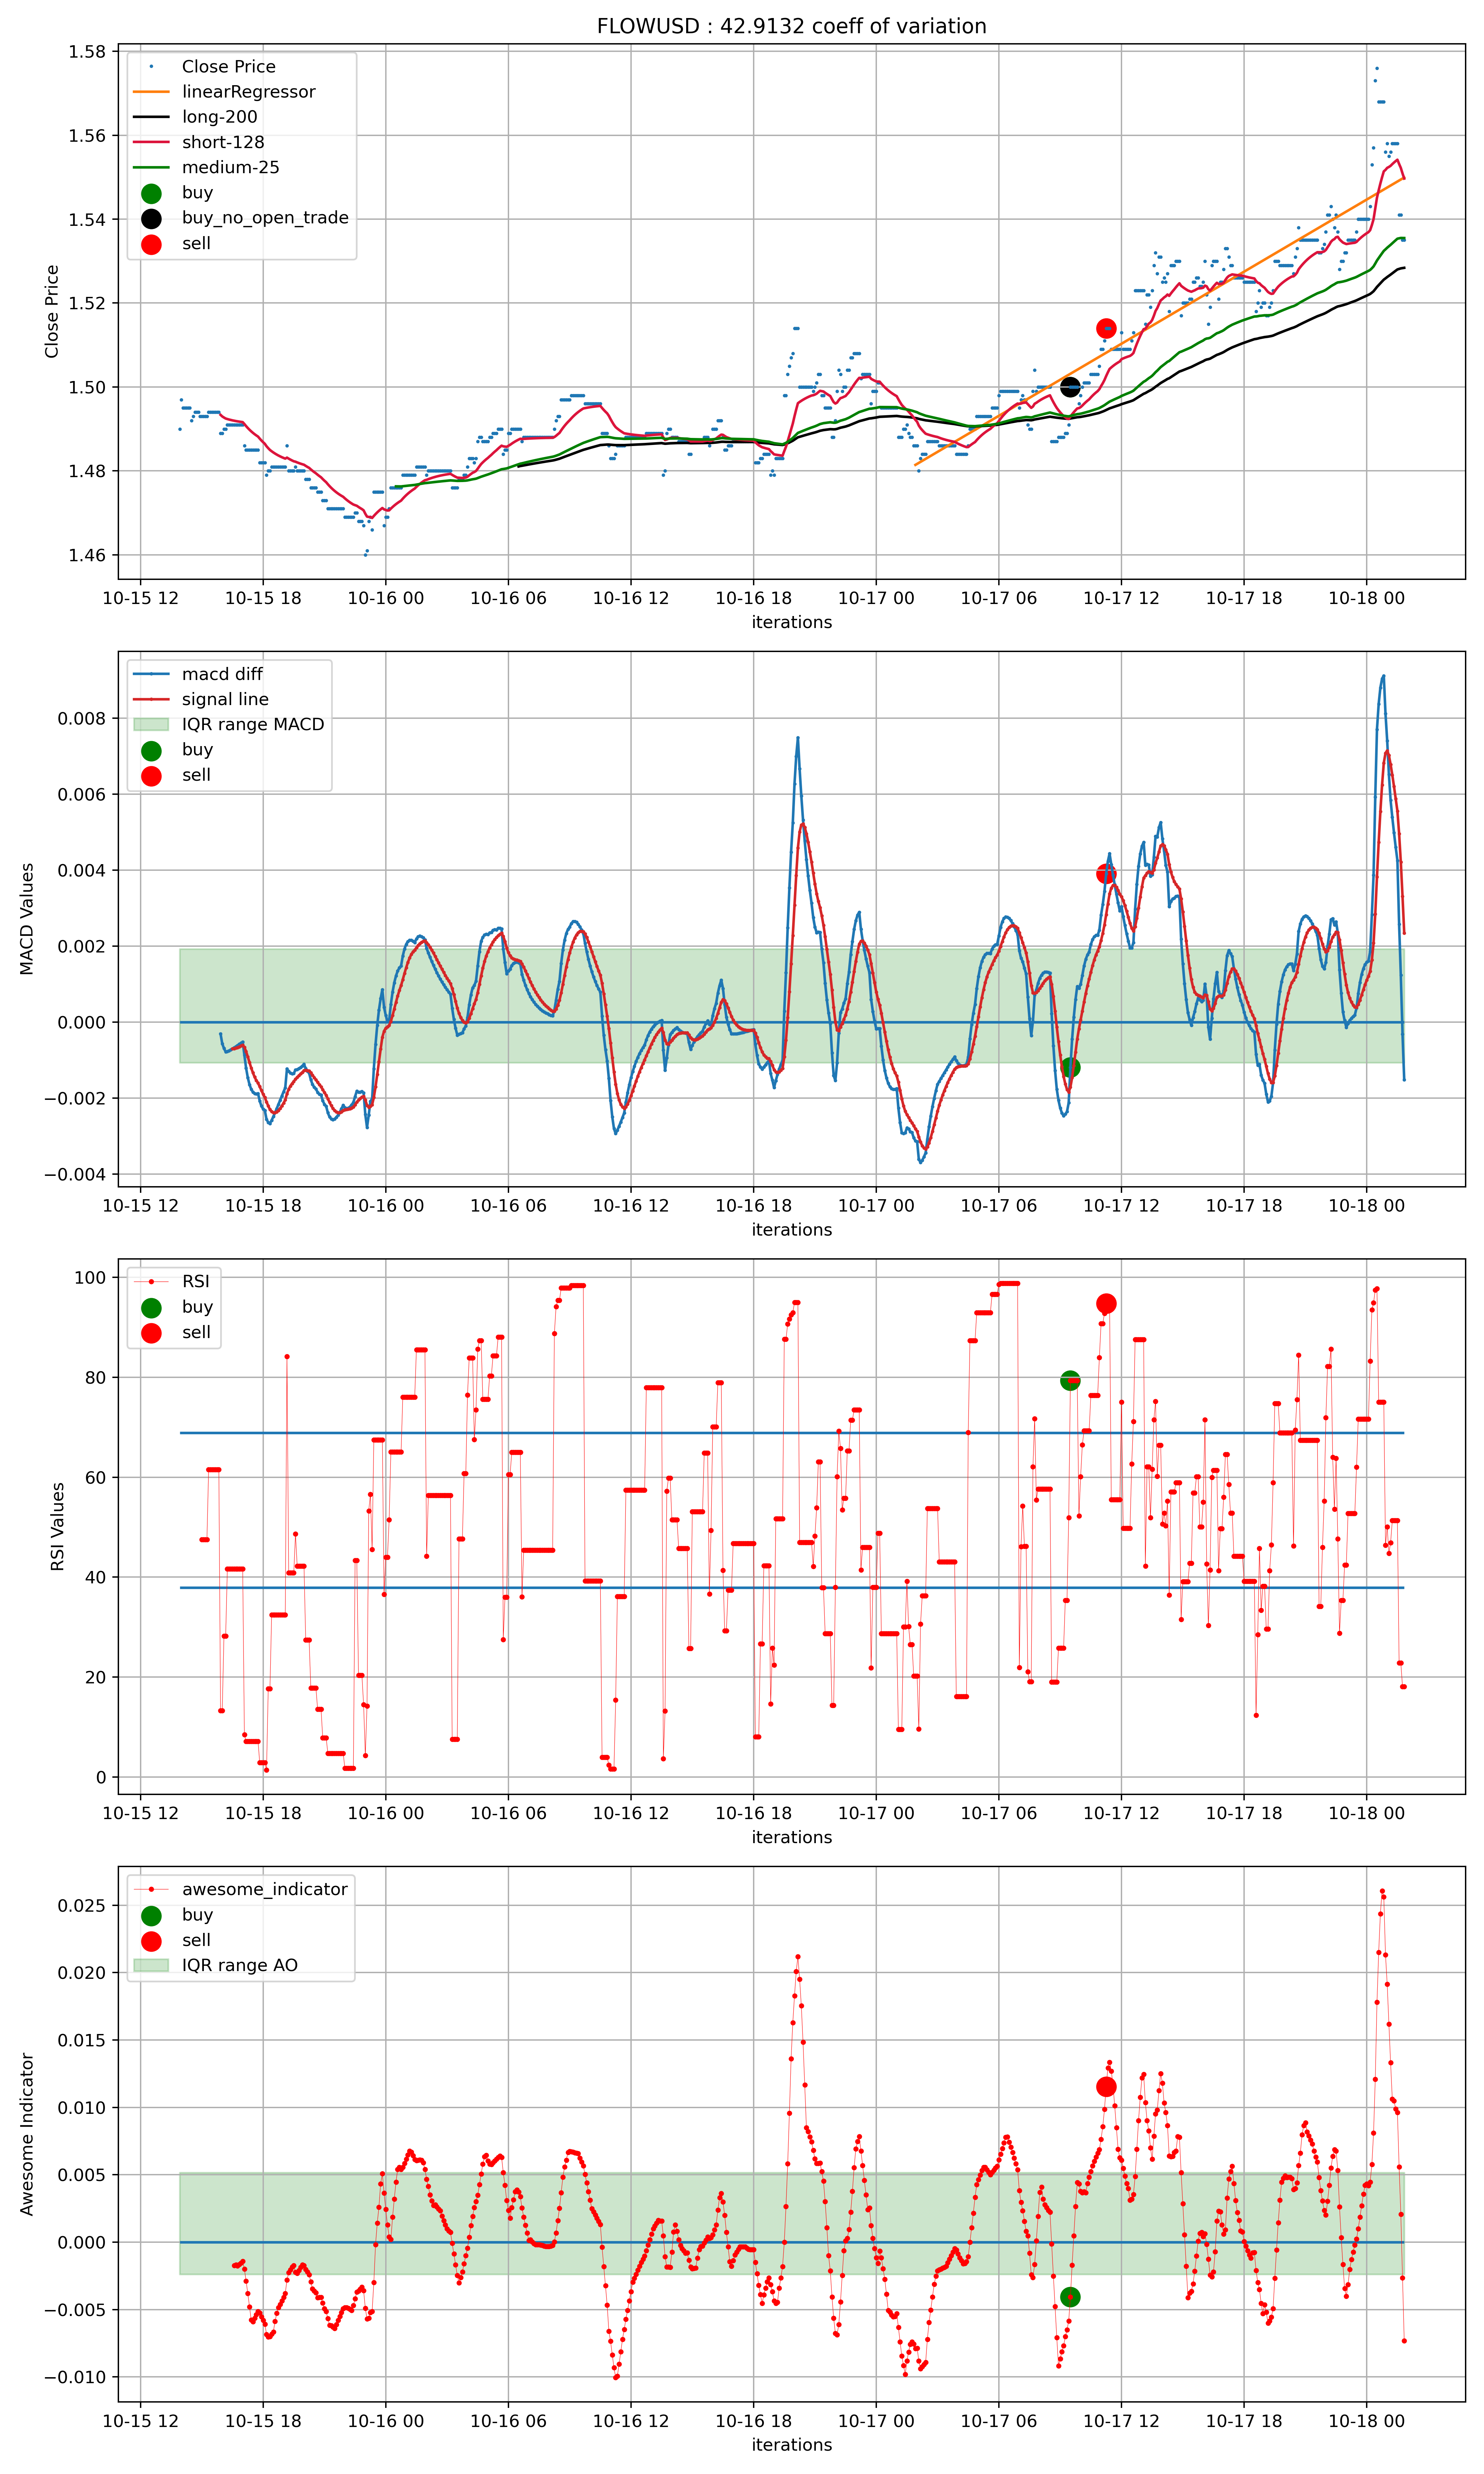 FLOWUSD : 42.9132 coeff of variation
Close Price
linearRegressor
long-200
short-128
medium-25
buy
buy_no_open_trade
sell
1.58
1.56
1.54
1.52
1.50
1.48
1.46
Close Price
10-15 12 10-15 18 10-16 00 10-16 06 10-16 12 10-16 18 10-17 00 10-17 06 10-17 12 10-17 18 10-18 00
iterations
macd diff
signal line
IQR range MACD
buy
sell
0.008
0.006
0.004
0.002
0.000
−0.002
−0.004
MACD Values
10-15 12 10-15 18 10-16 00 10-16 06 10-16 12 10-16 18 10-17 00 10-17 06 10-17 12 10-17 18 10-18 00
iterations
RSI
buy
sell
100
80
60
40
20
0
RSI Values
10-15 12 10-15 18 10-16 00 10-16 06 10-16 12 10-16 18 10-17 00 10-17 06 10-17 12 10-17 18 10-18 00
iterations
awesome_indicator
buy
sell
IQR range AO
0.025
0.020
0.015
0.010
0.005
0.000
−0.005
−0.010
Awesome Indicator
10-15 12 10-15 18 10-16 00 10-16 06 10-16 12 10-16 18 10-17 00 10-17 06 10-17 12 10-17 18 10-18 00
iterations